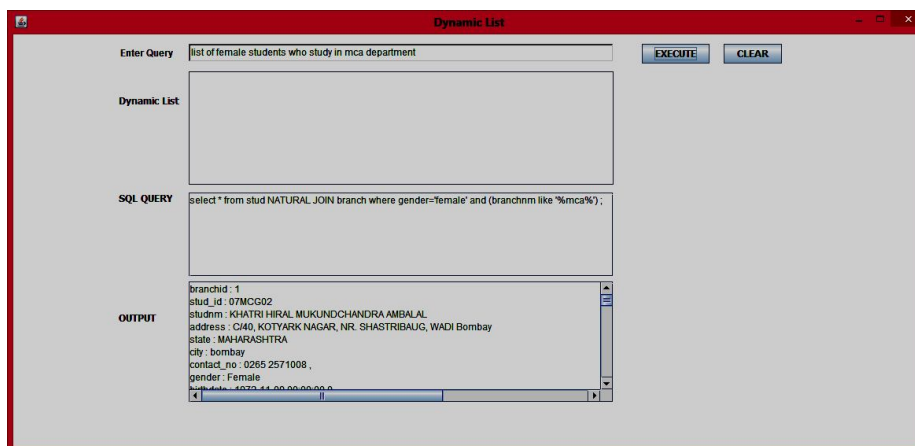 Dynamic List
Enter Query
list of female students who study in mca department
EXECUTE
CLEAR
Dynamic List
SQL QUERY
select * from stud NATURAL JOIN branch where gender='female' and (branchnm like '%mca%') ;
OUTPUT
branchid : 1
stud_id : 07MCG02
studnm : KHATRI HIRAL MUKUNDCHANDRA AMBALAL
address : C/40, KOTYARK NAGAR, NR. SHASTRIBAUG, WADI Bombay
state : MAHARASHTRA
city : bombay
contact_no : 0265 2571008 ,
gender : Female